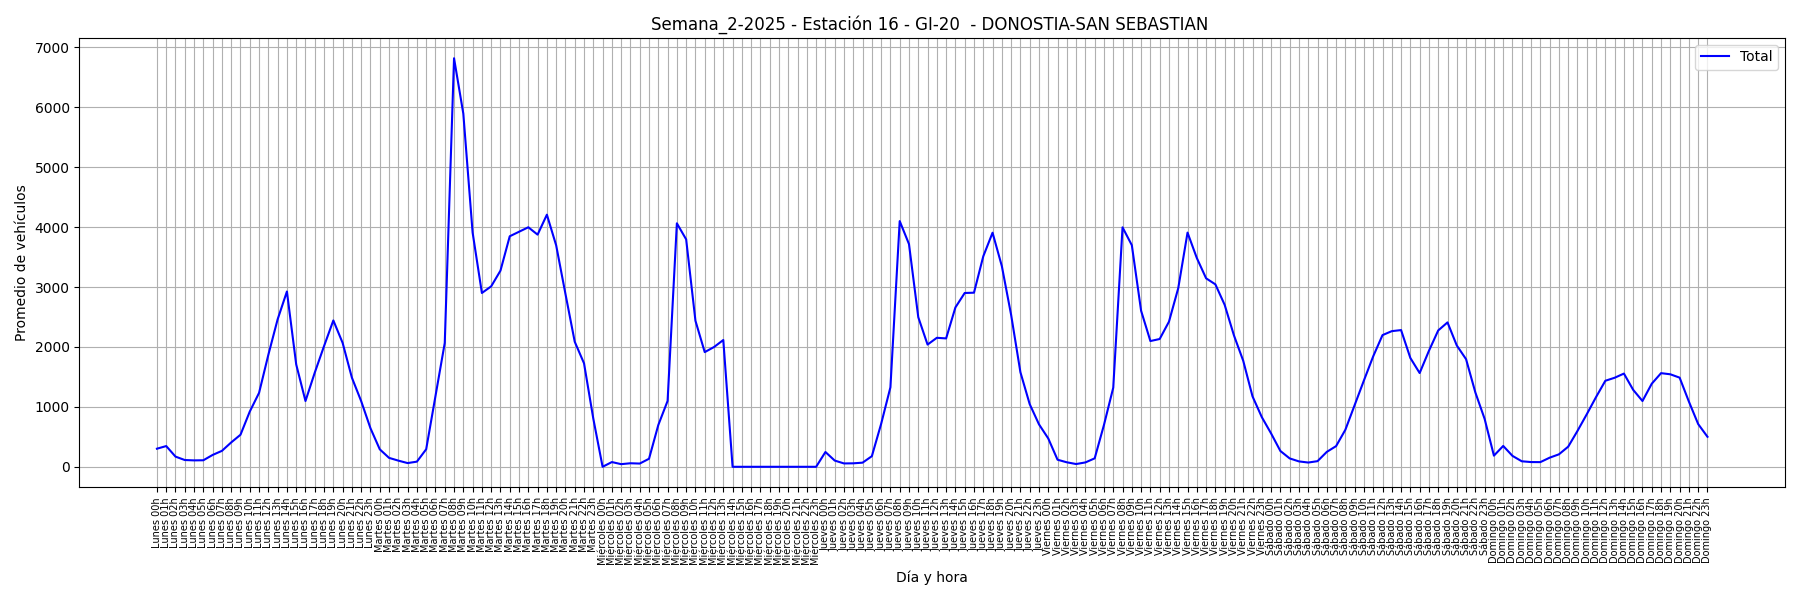 Semana_2-2025 - Estación 16 - GI-20  - DONOSTIA-SAN SEBASTIAN
Total
Promedio de vehículos
7000
6000
5000
4000
3000
2000
1000
0
Lunes 00h
Lunes 01h
Lunes 02h
Lunes 03h
Lunes 04h
Lunes 05h
Lunes 06h
Lunes 07h
Lunes 08h
Lunes 09h
Lunes 10h
Lunes 11h
Lunes 12h
Lunes 13h
Lunes 14h
Lunes 15h
Lunes 16h
Lunes 17h
Lunes 18h
Lunes 19h
Lunes 20h
Lunes 21h
Lunes 22h
Lunes 23h
Martes 00h
Martes 01h
Martes 02h
Martes 03h
Martes 04h
Martes 05h
Martes 06h
Martes 07h
Martes 08h
Martes 09h
Martes 10h
Martes 11h
Martes 12h
Martes 13h
Martes 14h
Martes 15h
Martes 16h
Martes 17h
Martes 18h
Martes 19h
Martes 20h
Martes 21h
Martes 22h
Martes 23h
Miércoles 00h
Miércoles 01h
Miércoles 02h
Miércoles 03h
Miércoles 04h
Miércoles 05h
Miércoles 06h
Miércoles 07h
Miércoles 08h
Miércoles 09h
Miércoles 10h
Miércoles 11h
Miércoles 12h
Miércoles 13h
Miércoles 14h
Miércoles 15h
Miércoles 16h
Miércoles 17h
Miércoles 18h
Miércoles 19h
Miércoles 20h
Miércoles 21h
Miércoles 22h
Miércoles 23h
Jueves 00h
Jueves 01h
Jueves 02h
Jueves 03h
Jueves 04h
Jueves 05h
Jueves 06h
Jueves 07h
Jueves 08h
Jueves 09h
Jueves 10h
Jueves 11h
Jueves 12h
Jueves 13h
Jueves 14h
Jueves 15h
Jueves 16h
Jueves 17h
Jueves 18h
Jueves 19h
Jueves 20h
Jueves 21h
Jueves 22h
Jueves 23h
Viernes 00h
Viernes 01h
Viernes 02h
Viernes 03h
Viernes 04h
Viernes 05h
Viernes 06h
Viernes 07h
Viernes 08h
Viernes 09h
Viernes 10h
Viernes 11h
Viernes 12h
Viernes 13h
Viernes 14h
Viernes 15h
Viernes 16h
Viernes 17h
Viernes 18h
Viernes 19h
Viernes 20h
Viernes 21h
Viernes 22h
Viernes 23h
Sábado 00h
Sábado 01h
Sábado 02h
Sábado 03h
Sábado 04h
Sábado 05h
Sábado 06h
Sábado 07h
Sábado 08h
Sábado 09h
Sábado 10h
Sábado 11h
Sábado 12h
Sábado 13h
Sábado 14h
Sábado 15h
Sábado 16h
Sábado 17h
Sábado 18h
Sábado 19h
Sábado 20h
Sábado 21h
Sábado 22h
Sábado 23h
Domingo 00h
Domingo 01h
Domingo 02h
Domingo 03h
Domingo 04h
Domingo 05h
Domingo 06h
Domingo 07h
Domingo 08h
Domingo 09h
Domingo 10h
Domingo 11h
Domingo 12h
Domingo 13h
Domingo 14h
Domingo 15h
Domingo 16h
Domingo 17h
Domingo 18h
Domingo 19h
Domingo 20h
Domingo 21h
Domingo 22h
Domingo 23h
Día y hora